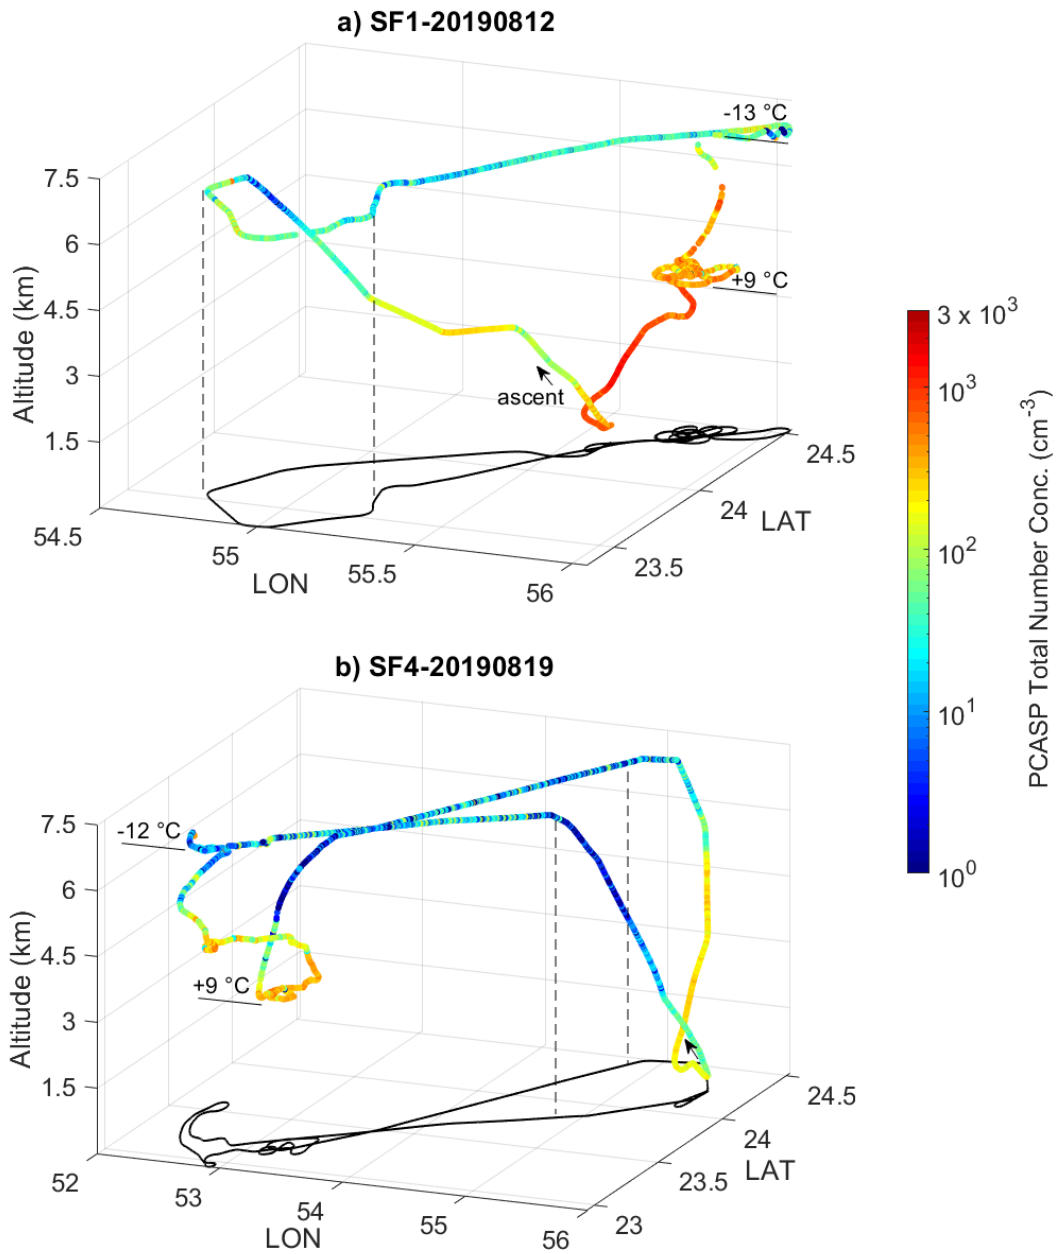 a) SF1-20190812
-13 °C
7.5
6
+9 °C
4.5
3 x 10³
3
10³
ascent
1.5
Altitude (km)
24.5
54.5
24
LAT
55
10²
23.5
LON
55.5
56
PCASP Total Number Conc. (cm⁻³)
b) SF4-20190819
10¹
7.5
-12 °C
10⁰
6
4.5
+9 °C
3
Altitude (km)
1.5
24.5
24
52
23.5
LAT
53
54
23
55
LON
56